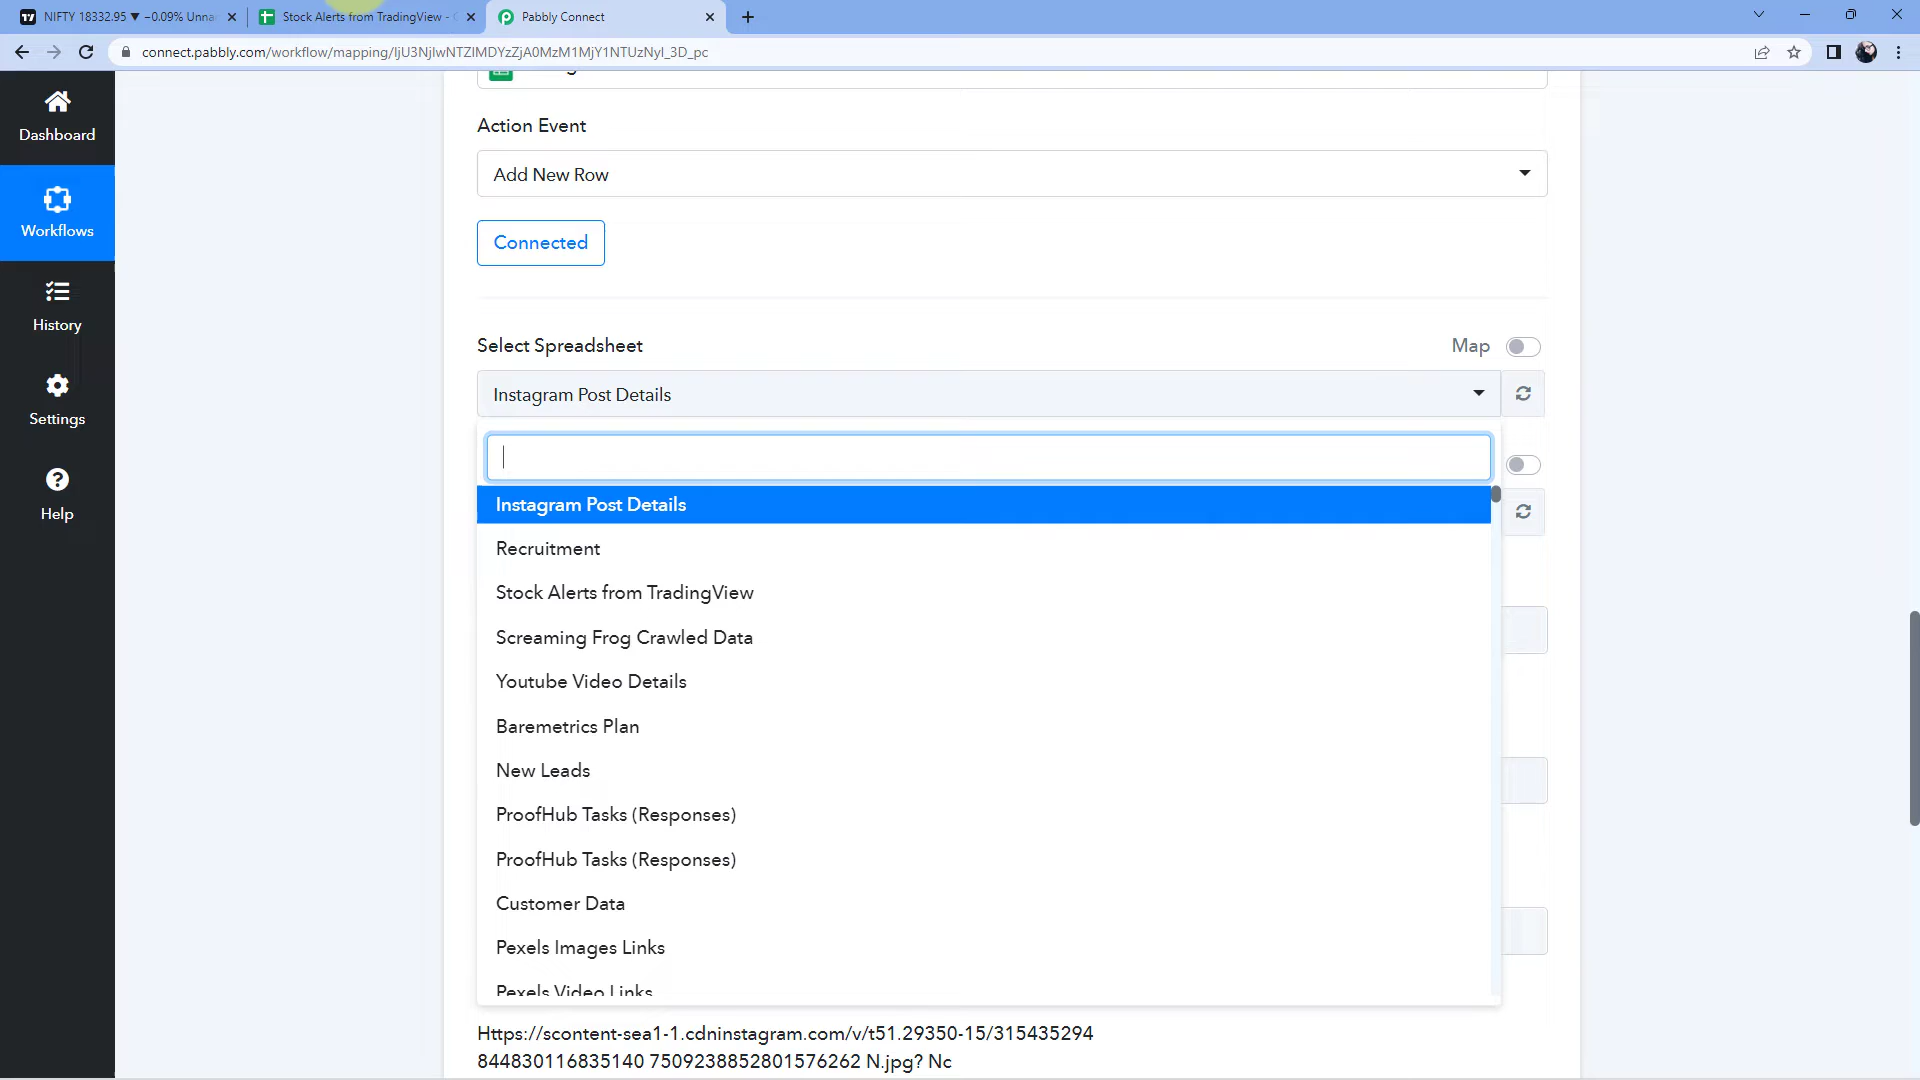 NIFTY 18332.95 ▼ −0.09% Unna
Stock Alerts from TradingView -
Pabbly Connect
connect.pabbly.com/workflow/mapping/IjU3NjIwNTZlMDYzZjA0MzM1MjY1NTUzNyI_3D_pc
Dashboard
Workflows
History
Settings
Help
Action Event
Add New Row
Connected
Select Spreadsheet
Map
Instagram Post Details
Instagram Post Details
Recruitment
Stock Alerts from TradingView
Screaming Frog Crawled Data
Youtube Video Details
Baremetrics Plan
New Leads
ProofHub Tasks (Responses)
ProofHub Tasks (Responses)
Customer Data
Pexels Images Links
Pexels Video Links
Https://scontent-sea1-1.cdninstagram.com/v/t51.29350-15/315435294
844830116835140 7509238852801576262 N.jpg? Nc